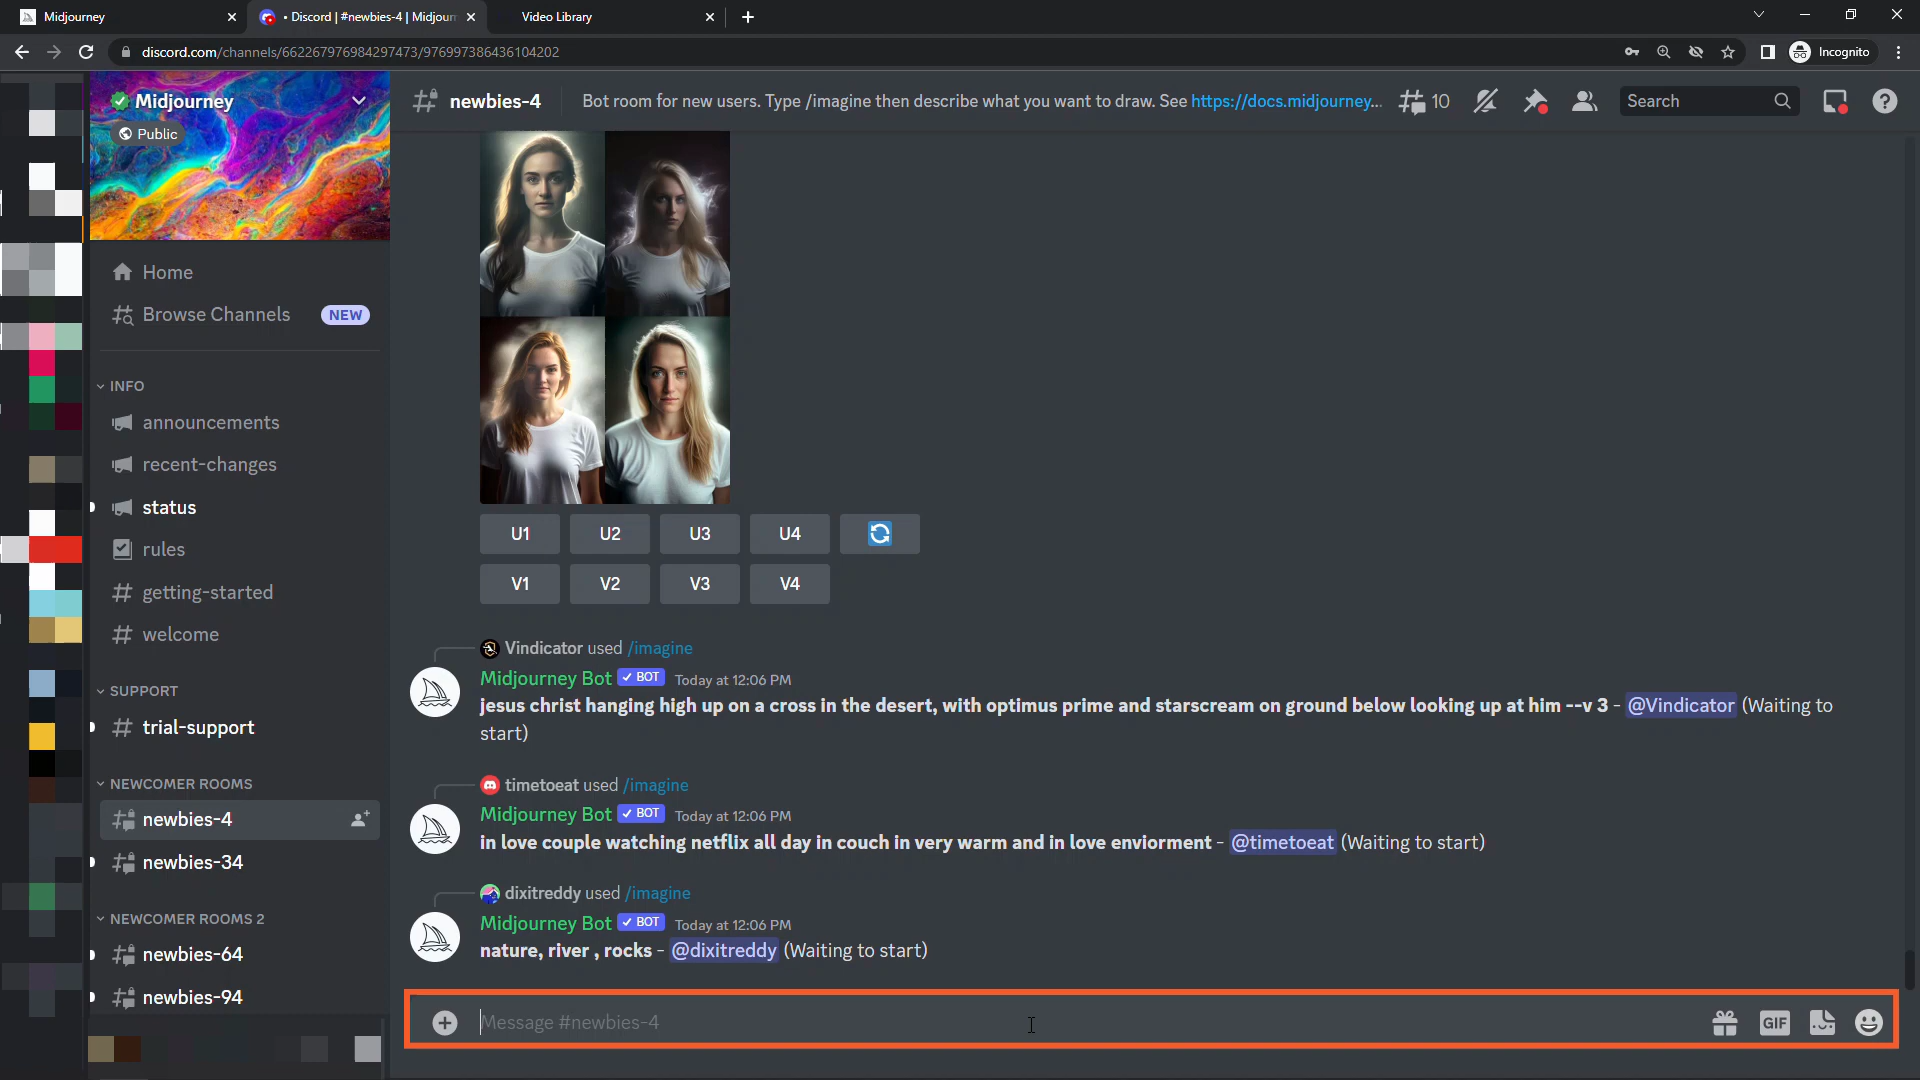 Midjourney
• Discord | #newbies-4 | Midjourn
Video Library
discord.com/channels/662267976984297473/976997386436104202
Incognito
Midjourney
Public
newbies-4
Bot room for new users. Type /imagine then describe what you want to draw. See https://docs.midjourney...
10
Search
Home
Browse Channels
NEW
INFO
announcements
recent-changes
status
rules
getting-started
welcome
SUPPORT
trial-support
NEWCOMER ROOMS
newbies-4
newbies-34
NEWCOMER ROOMS 2
newbies-64
newbies-94
U1
U2
U3
U4
V1
V2
V3
V4
Vindicator used /imagine
Midjourney Bot ✓ BOT Today at 12:06 PM
jesus christ hanging high up on a cross in the desert, with optimus prime and starscream on ground below looking up at him --v 3 - @Vindicator (Waiting to
start)
timetoeat used /imagine
Midjourney Bot ✓ BOT Today at 12:06 PM
in love couple watching netflix all day in couch in very warm and in love enviorment - @timetoeat (Waiting to start)
dixitreddy used /imagine
Midjourney Bot ✓ BOT Today at 12:06 PM
nature, river , rocks - @dixitreddy (Waiting to start)
Message #newbies-4
GIF